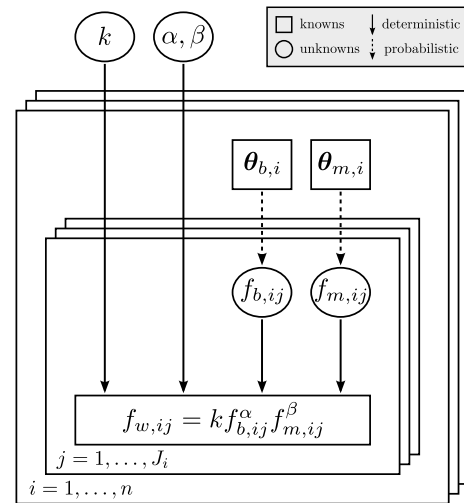 k
α, β
knowns
deterministic
unknowns
probabilistic
θ_{b,i}
θ_{m,i}
f_{b,ij}
f_{m,ij}
f_{w,ij} = k f_{b,ij}^{α} f_{m,ij}^{β}
j = 1, . . . , J_i
i = 1, . . . , n